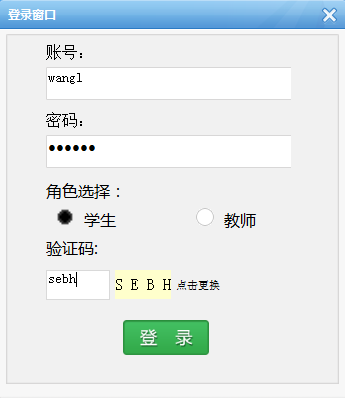 登录窗口
账号：
wangl
密码：
●●●●●●
角色选择：
学生 教师
验证码:
sebh S E B H 点击更换
登 录